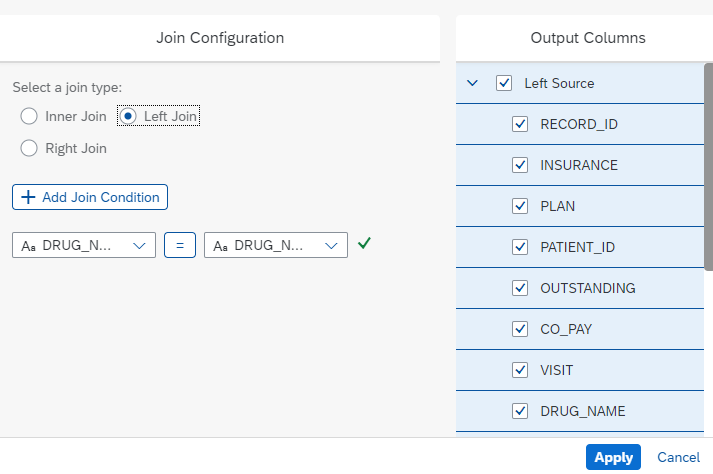 Join Configuration
Select a join type:
Inner Join
Left Join
Right Join
+ Add Join Condition
Aa DRUG_N... = Aa DRUG_N...
Output Columns
Left Source
RECORD_ID
INSURANCE
PLAN
PATIENT_ID
OUTSTANDING
CO_PAY
VISIT
DRUG_NAME
Apply Cancel